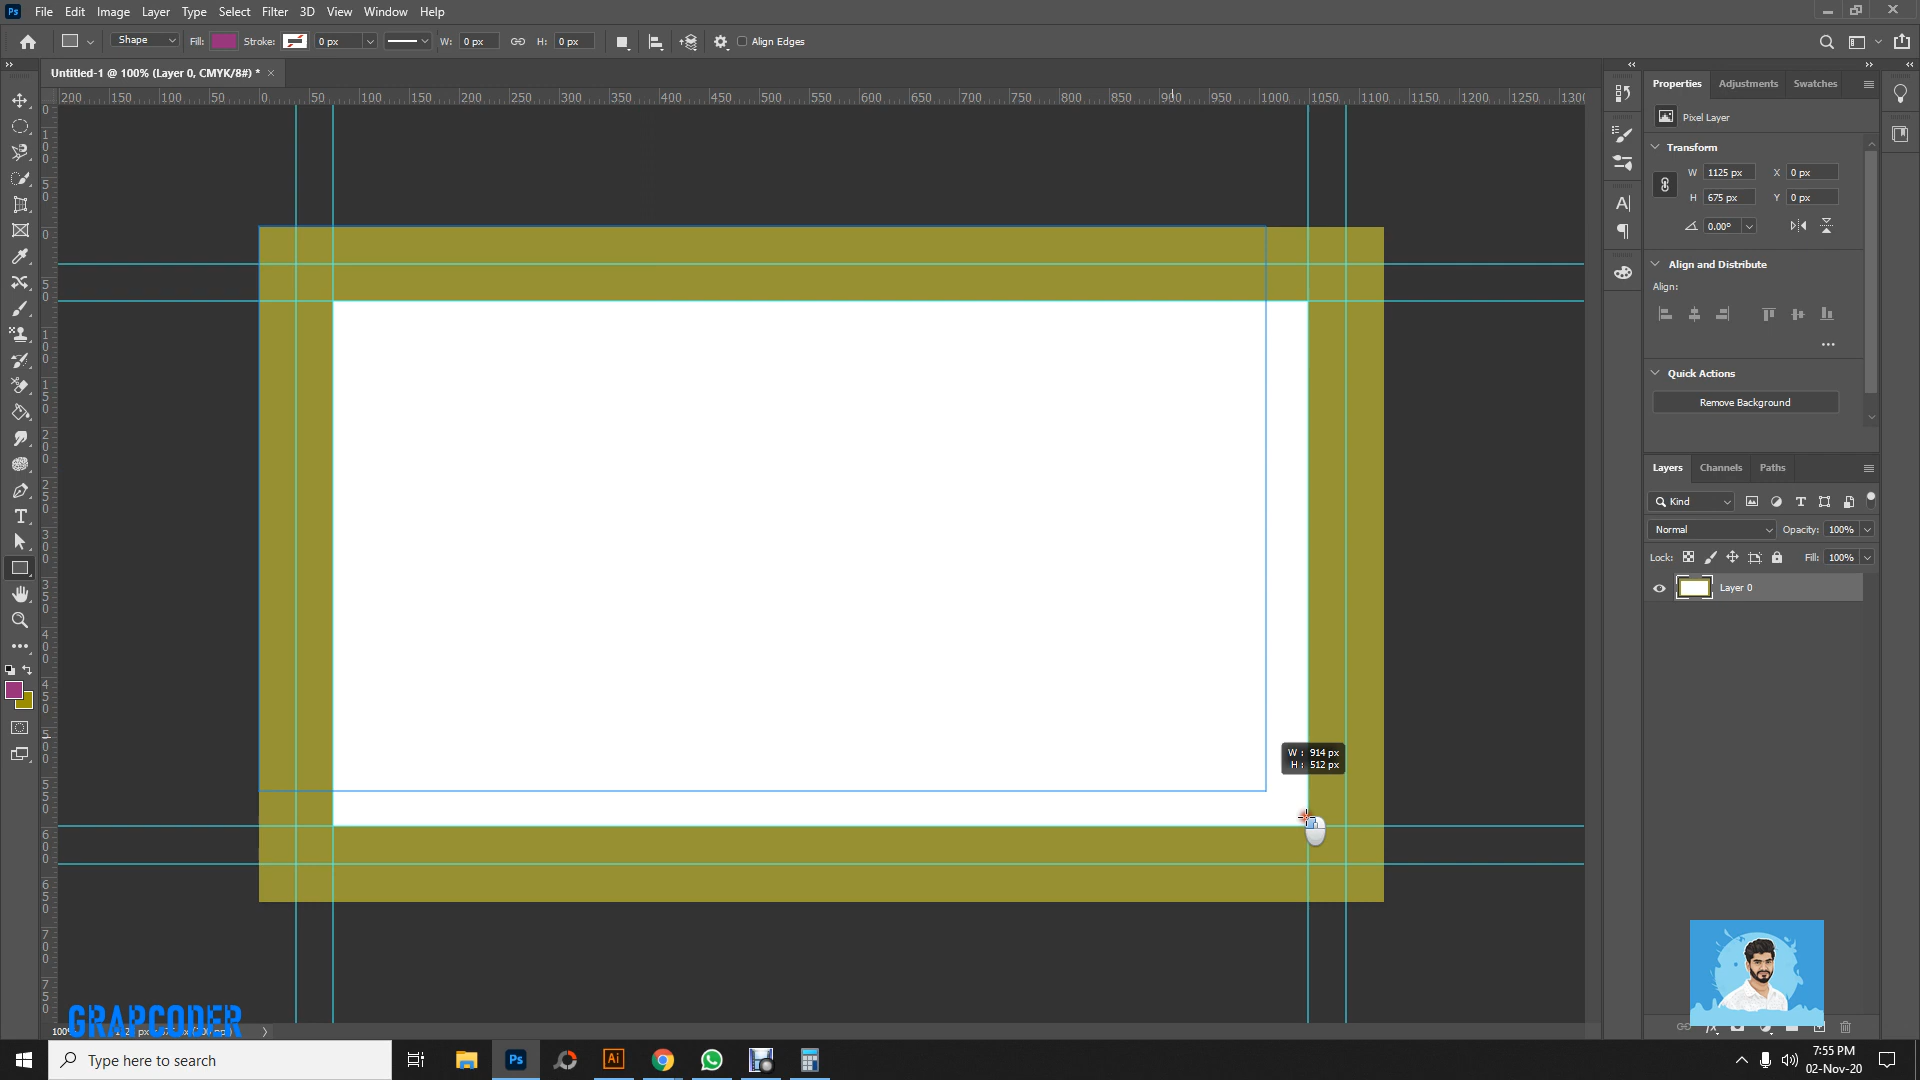 Ps File Edit Image Layer Type Select Filter 3D View Window Help
Shape Fill: Stroke: 0 px W: 0 px H: 0 px Align Edges
Untitled-1 @ 100% (Layer 0, CMYK/8#) * ×
200 150 100 50 0 50 100 150 200 250 300 350 400 450 500 550 600 650 700 750 800 850 900 950 1000 1050 1100 1150 1200 1250 1300
Properties Adjustments Swatches
Pixel Layer
Transform
W 1125 px X 0 px
H 675 px Y 0 px
0.00°
Align and Distribute
Align:
Quick Actions
Remove Background
Layers Channels Paths
Kind
Normal Opacity: 100%
Lock: Fill: 100%
Layer 0
W : 914 px
H : 512 px
GRAPCODER
Type here to search
Ps
Ai
7:55 PM
02-Nov-20